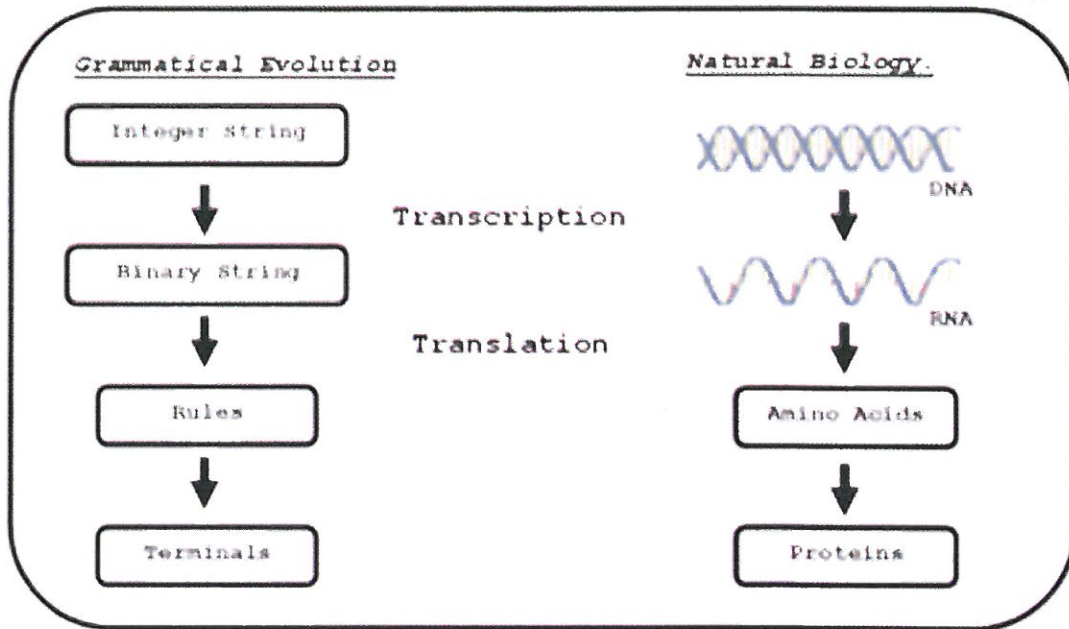 Grammatical Evolution
Natural Biology.
Integer String
DNA
Transcription
Binary String
RNA
Translation
Rules
Amino Acids
Terminals
Proteins